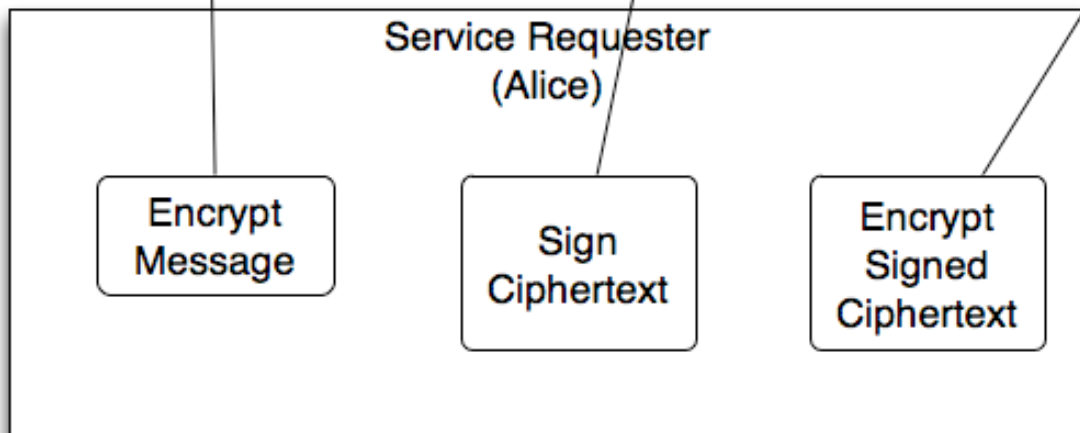 Service Requester
(Alice)
Encrypt
Message
Sign
Ciphertext
Encrypt
Signed
Ciphertext